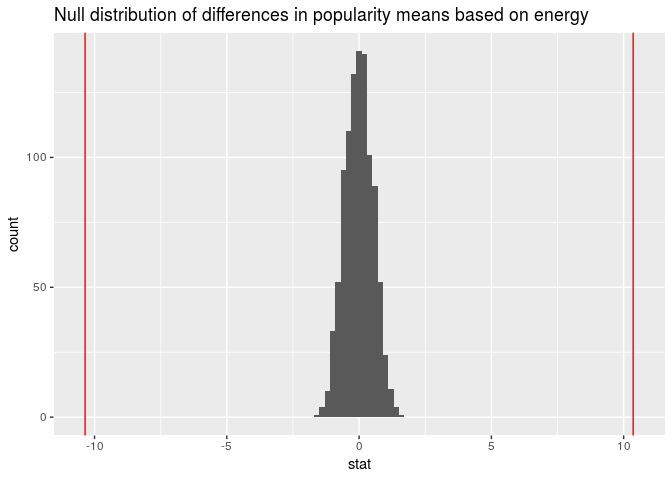 Null distribution of differences in popularity means based on energy
count
100
50
0
-10 -5 0 5 10
stat